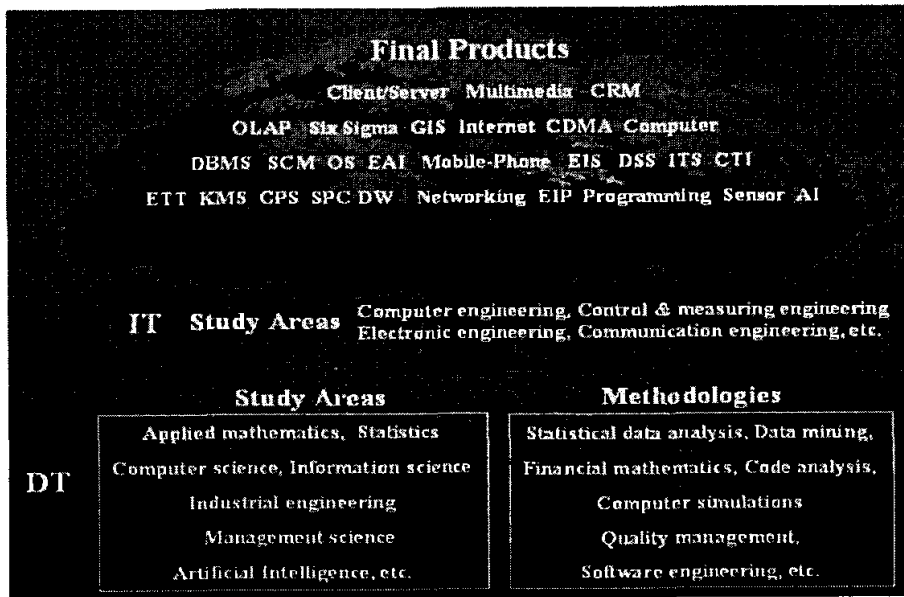 Final Products
Client/Server Multimedia CRM
OLAP Six Sigma GIS Internet CDMA Computer
DBMS SCM OS EAI Mobile-Phone EIS DSS ITS CTI
ETT KMS GPS SPC DW Networking EIP Programming Sensor AI
IT Study Areas Computer engineering, Control & measuring engineering
Electronic engineering, Communication engineering, etc.
Study Areas
Applied mathematics, Statistics
Computer science, Information science
Industrial engineering
Management science
Artificial Intelligence, etc.
Methodologies
Statistical data analysis, Data mining,
Financial mathematics, Code analysis,
Computer simulations
Quality management,
Software engineering, etc.
DT